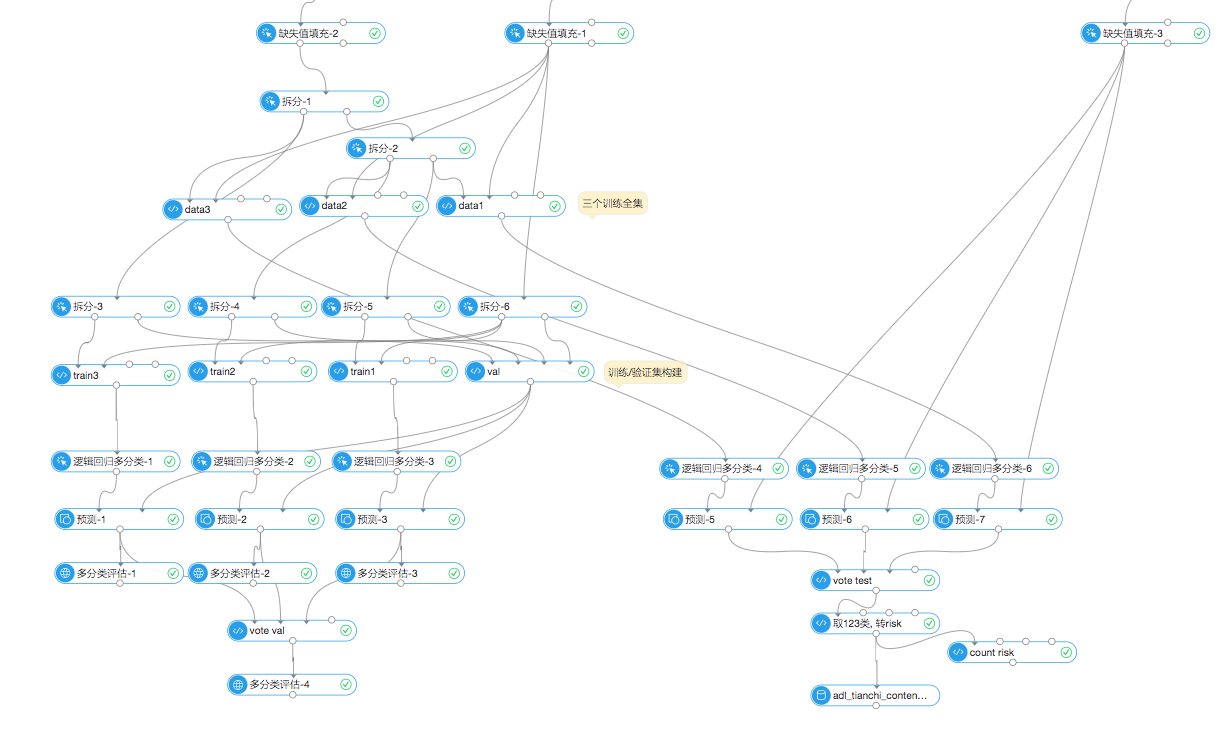 缺失值填充-2
缺失值填充-1
缺失值填充-3
拆分-1
拆分-2
data3
data2
data1
三个训练全集
拆分-3
拆分-4
拆分-5
拆分-6
train3
train2
train1
val
训练/验证集构建
逻辑回归多分类-1
逻辑回归多分类-2
逻辑回归多分类-3
逻辑回归多分类-4
逻辑回归多分类-5
逻辑回归多分类-6
预测-1
预测-2
预测-3
预测-5
预测-6
预测-7
多分类评估-1
多分类评估-2
多分类评估-3
vote test
取123类, 转risk
vote val
count risk
多分类评估-4
adl_tianchi_conten...